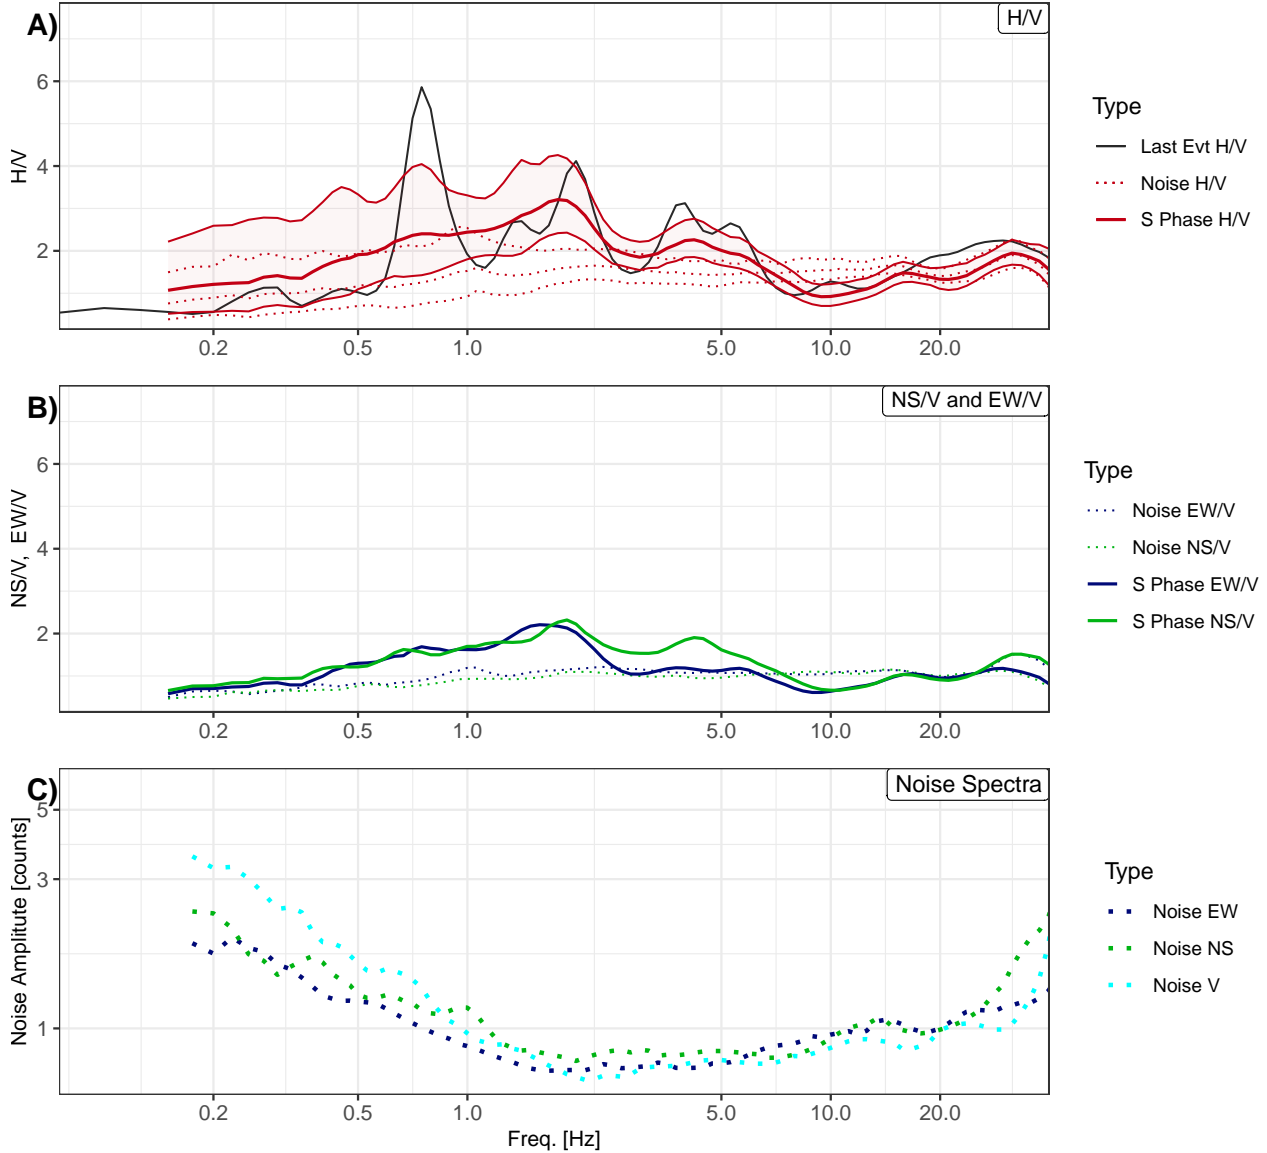 A)
H/V
H/V
6
4
2
0.2 0.5 1.0 5.0 10.0 20.0
Type
Last Evt H/V
Noise H/V
S Phase H/V
B)
NS/V and EW/V
NS/V, EW/V
6
4
2
0.2 0.5 1.0 5.0 10.0 20.0
Type
Noise EW/V
Noise NS/V
S Phase EW/V
S Phase NS/V
C)
Noise Spectra
Noise Amplitude [counts]
5
3
1
0.2 0.5 1.0 5.0 10.0 20.0
Freq. [Hz]
Type
Noise EW
Noise NS
Noise V